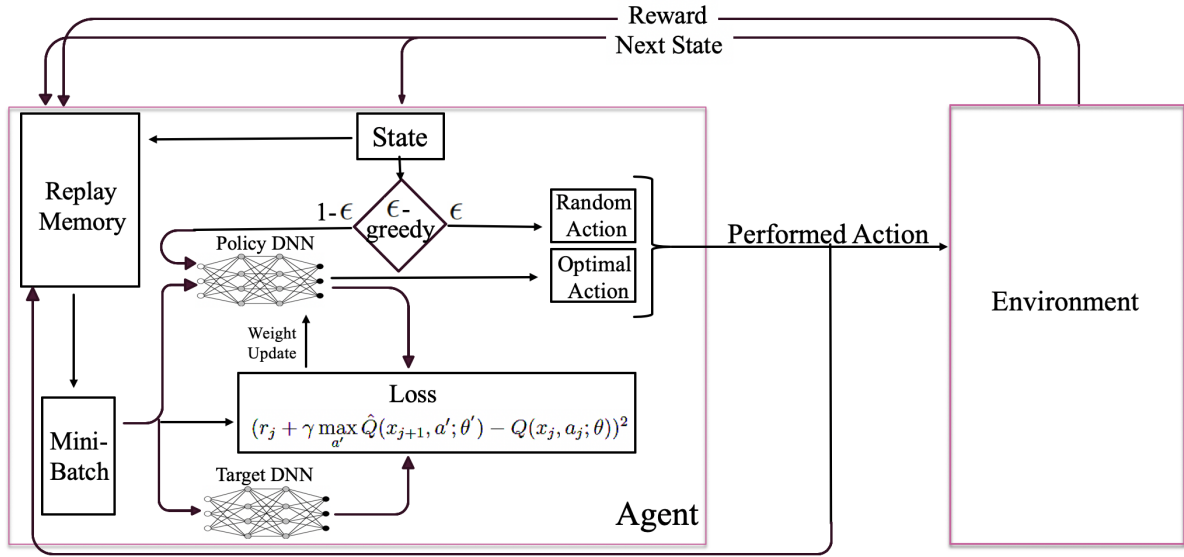 Reward
Next State
State
Replay
Memory
1-ϵ
ϵ-
greedy
ϵ
Random
Action
Policy DNN
Optimal
Action
Performed Action
Environment
Weight
Update
Loss
(r_j + γ max_{a'} Q̂(x_{j+1}, a'; θ') − Q(x_j, a_j; θ))²
Mini-
Batch
Target DNN
Agent